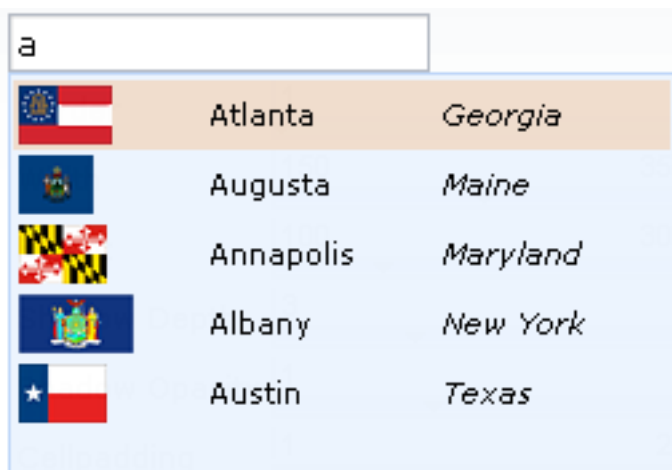 a
Atlanta Georgia
Augusta Maine
Annapolis Maryland
Albany New York
Austin Texas